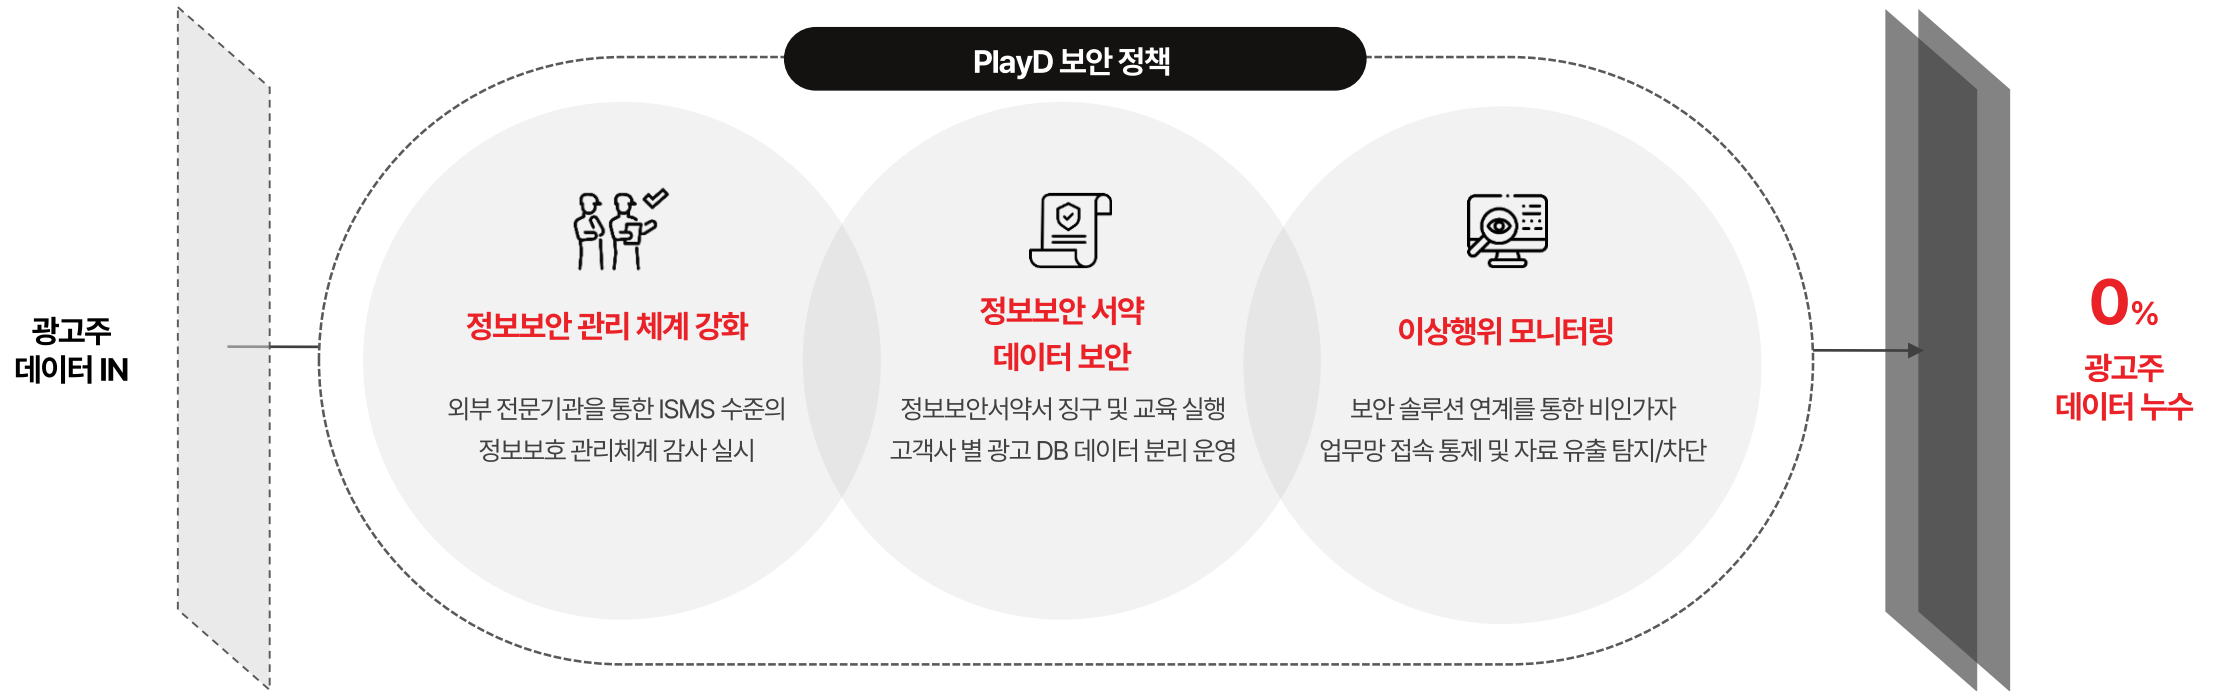 PlayD 보안 정책
광고주
데이터 IN
정보보안 관리 체계 강화
외부 전문기관을 통한 ISMS 수준의
정보보호 관리체계 감사 실시
정보보안 서약
데이터 보안
정보보안서약서 징구 및 교육 실행
고객사 별 광고 DB 데이터 분리 운영
이상행위 모니터링
보안 솔루션 연계를 통한 비인가자
업무망 접속 통제 및 자료 유출 탐지/차단
0%
광고주
데이터 누수